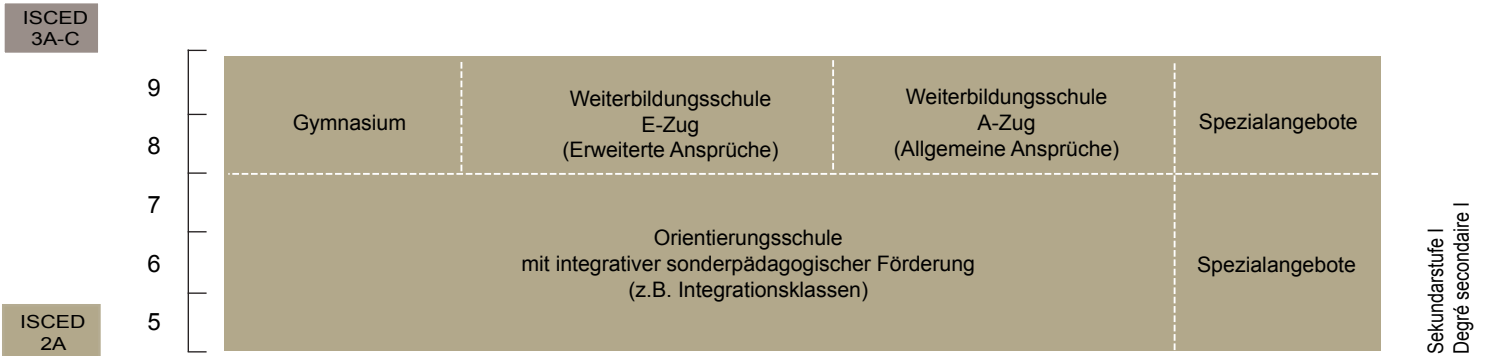 ISCED
3A-C
9
8
7
6
5
Gymnasium
Weiterbildungsschule
E-Zug
(Erweiterte Ansprüche)
Weiterbildungsschule
A-Zug
(Allgemeine Ansprüche)
Spezialangebote
Orientierungsschule
mit integrativer sonderpädagogischer Förderung
(z.B. Integrationsklassen)
Spezialangebote
ISCED
2A
Sekundarstufe I
Degré secondaire I